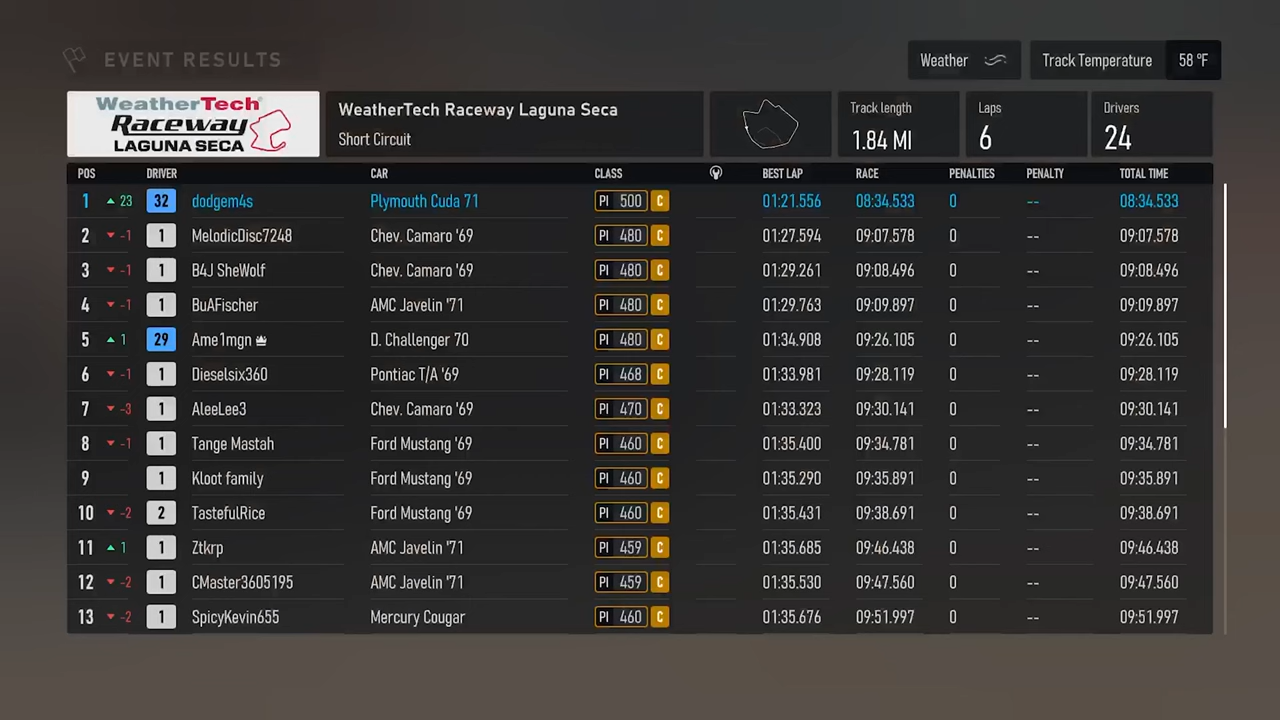 EVENT RESULTS
Weather
Track Temperature 58 °F
WeatherTech
Raceway
LAGUNA SECA
WeatherTech Raceway Laguna Seca
Short Circuit
Track length
1.84 MI
Laps
6
Drivers
24
POS DRIVER CAR CLASS BEST LAP RACE PENALTIES PENALTY TOTAL TIME
1 23 32 dodgem4s Plymouth Cuda 71 PI 500 C 01:21.556 08:34.533 0 -- 08:34.533
2 -1 1 MelodicDisc7248 Chev. Camaro '69 PI 480 C 01:27.594 09:07.578 0 -- 09:07.578
3 -1 1 B4J SheWolf Chev. Camaro '69 PI 480 C 01:29.261 09:08.496 0 -- 09:08.496
4 -1 1 BuAFischer AMC Javelin '71 PI 480 C 01:29.763 09:09.897 0 -- 09:09.897
5 1 29 Ame1mgn D. Challenger 70 PI 480 C 01:34.908 09:26.105 0 -- 09:26.105
6 -1 1 Dieselsix360 Pontiac T/A '69 PI 468 C 01:33.981 09:28.119 0 -- 09:28.119
7 -3 1 AleeLee3 Chev. Camaro '69 PI 470 C 01:33.323 09:30.141 0 -- 09:30.141
8 -1 1 Tange Mastah Ford Mustang '69 PI 460 C 01:35.400 09:34.781 0 -- 09:34.781
9 1 Kloot family Ford Mustang '69 PI 460 C 01:35.290 09:35.891 0 -- 09:35.891
10 -2 2 TastefulRice Ford Mustang '69 PI 460 C 01:35.431 09:38.691 0 -- 09:38.691
11 1 1 Ztkrp AMC Javelin '71 PI 459 C 01:35.685 09:46.438 0 -- 09:46.438
12 -2 1 CMaster3605195 AMC Javelin '71 PI 459 C 01:35.530 09:47.560 0 -- 09:47.560
13 -2 1 SpicyKevin655 Mercury Cougar PI 460 C 01:35.676 09:51.997 0 -- 09:51.997